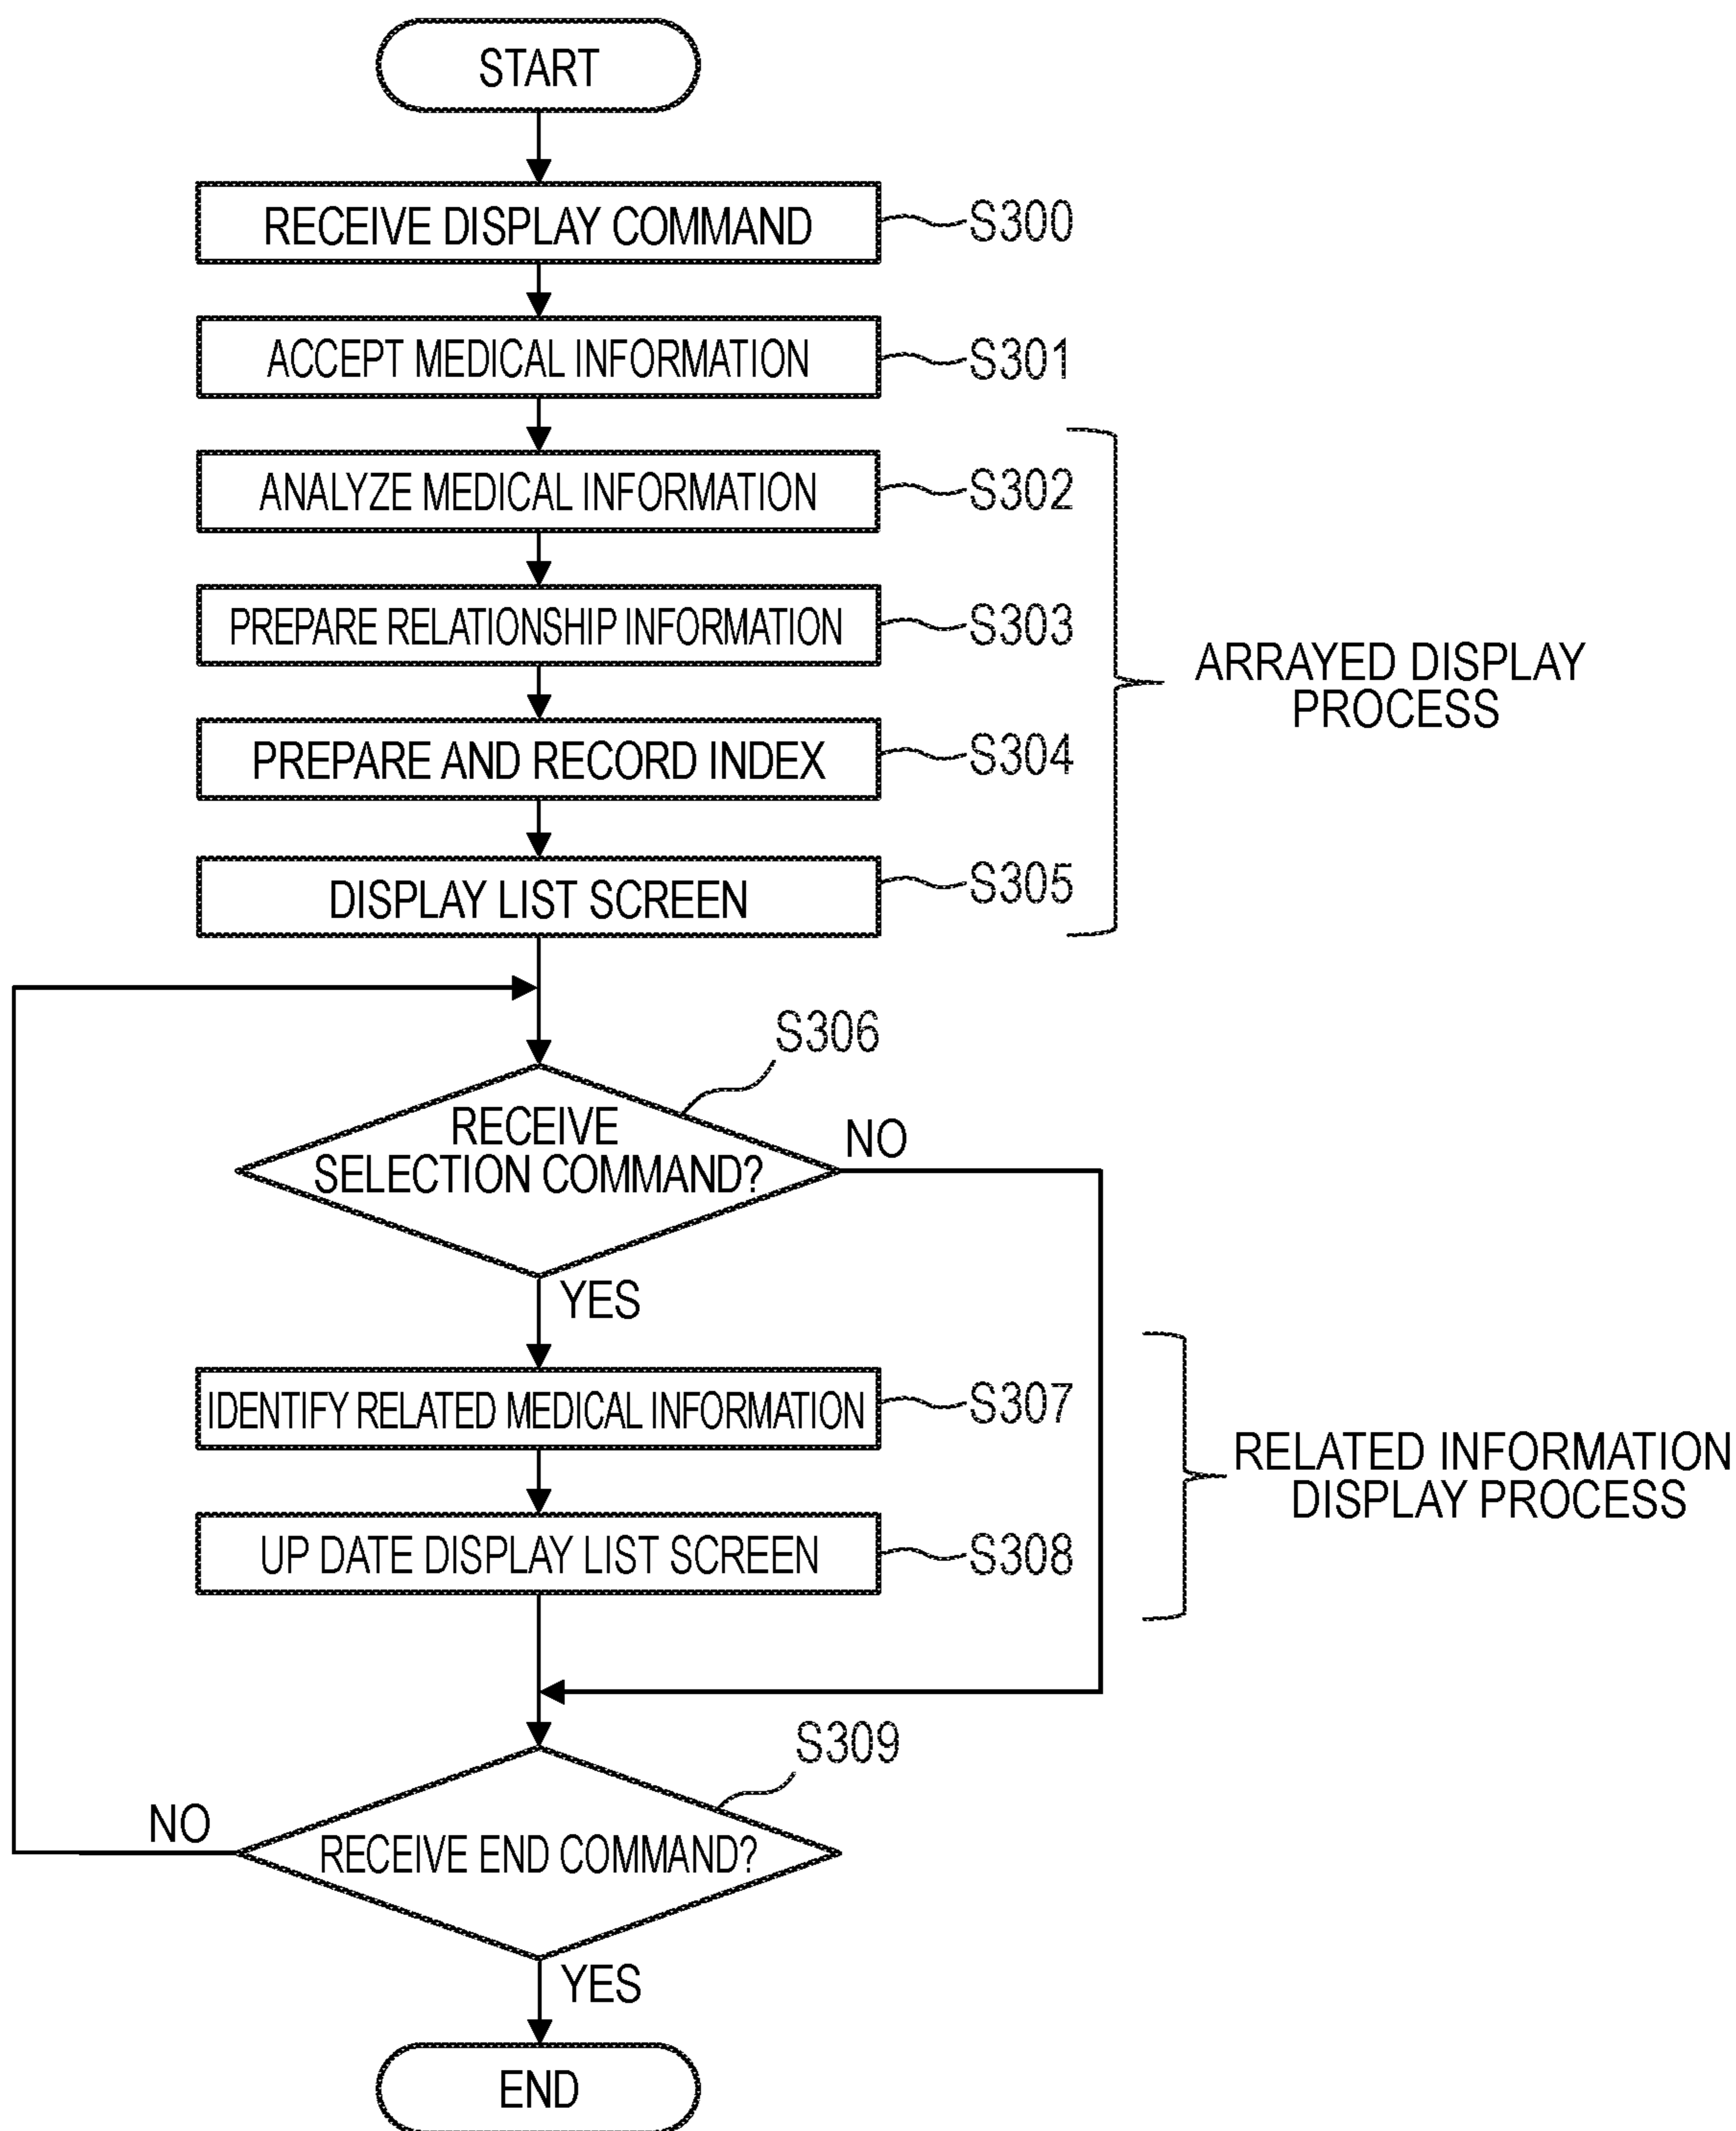 START
RECEIVE DISPLAY COMMAND
S300
ACCEPT MEDICAL INFORMATION
S301
ANALYZE MEDICAL INFORMATION
S302
PREPARE RELATIONSHIP INFORMATION
S303
ARRAYED DISPLAY
PROCESS
PREPARE AND RECORD INDEX
S304
DISPLAY LIST SCREEN
S305
S306
RECEIVE
SELECTION COMMAND?
NO
YES
IDENTIFY RELATED MEDICAL INFORMATION
S307
RELATED INFORMATION
DISPLAY PROCESS
UP DATE DISPLAY LIST SCREEN
S308
S309
NO
RECEIVE END COMMAND?
YES
END